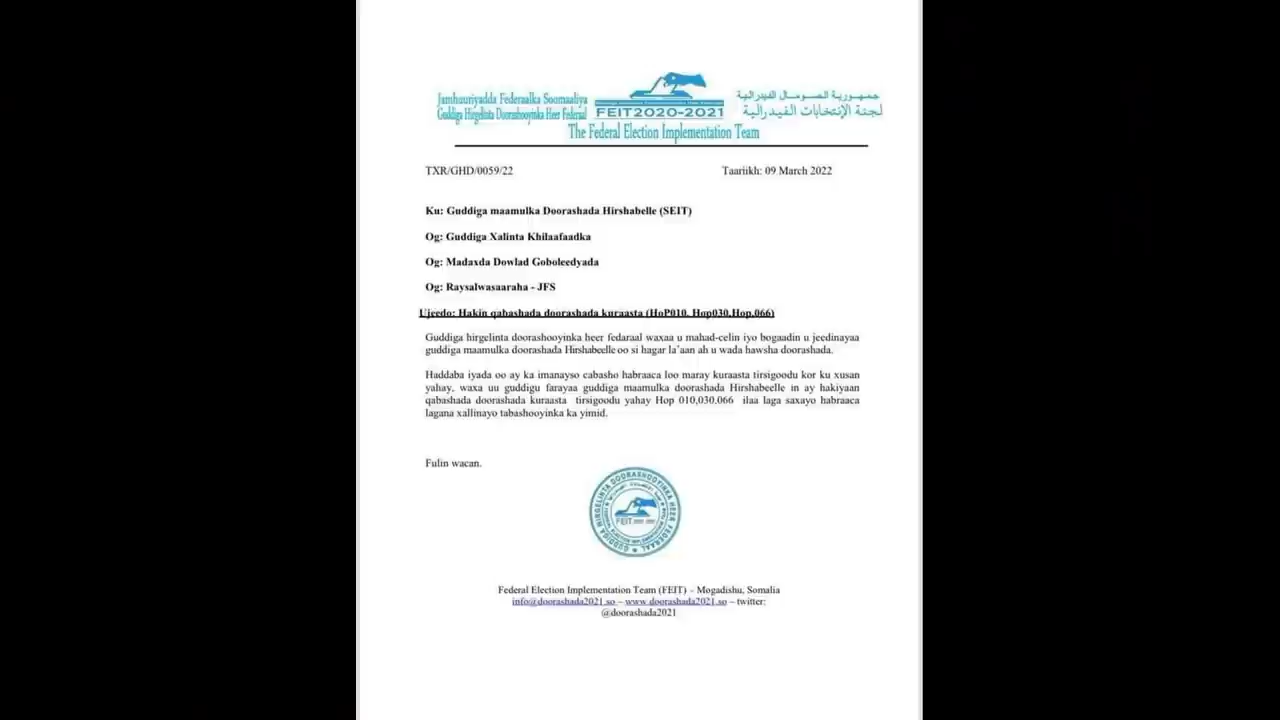 Jamhuuriyadda Federaalka Soomaaliya
Guddiga Hirgelinta Doorashooyinka Heer Federaal
FEIT2020-2021
جمهورية الصومال الفيدرالية
لجنة الإنتخابات الفيدرالية
The Federal Election Implementation Team
TXR/GHD/0059/22
Taariikh: 09 March 2022
Ku: Guddiga maamulka Doorashada Hirshabelle (SEIT)
Og: Guddiga Xalinta Khilaafaadka
Og: Madaxda Dowlad Goboleedyada
Og: Raysalwasaaraha - JFS
Ujeedo: Hakin qabashada doorashada kuraasta (HoP010, Hop030,Hop,066)
Guddiga hirgelinta doorashooyinka heer fedaraal waxaa u mahad-celin iyo bogaadin u jeedinayaa
guddiga maamulka doorashada Hirshabeelle oo si hagar la’aan ah u wada hawsha doorashada.
Haddaba iyada oo ay ka imanayso cabasho habraaca loo maray kuraasta tirsigoodu kor ku xusan
yahay, waxa uu guddigu farayaa guddiga maamulka doorashada Hirshabeelle in ay hakiyaan
qabashada doorashada kuraasta tirsigoodu yahay Hop 010,030,066 ilaa laga saxayo habraaca
lagana xallinayo tabashooyinka ka yimid.
Fulin wacan.
GUDDIGA HIRGELINTA DOORASHOOYINKA HEER FEDERAAL
FEIT
Federal Election Implementation Team (FEIT) – Mogadishu, Somalia
info@doorashada2021.so – www.doorashada2021.so – twitter:
@doorashada2021